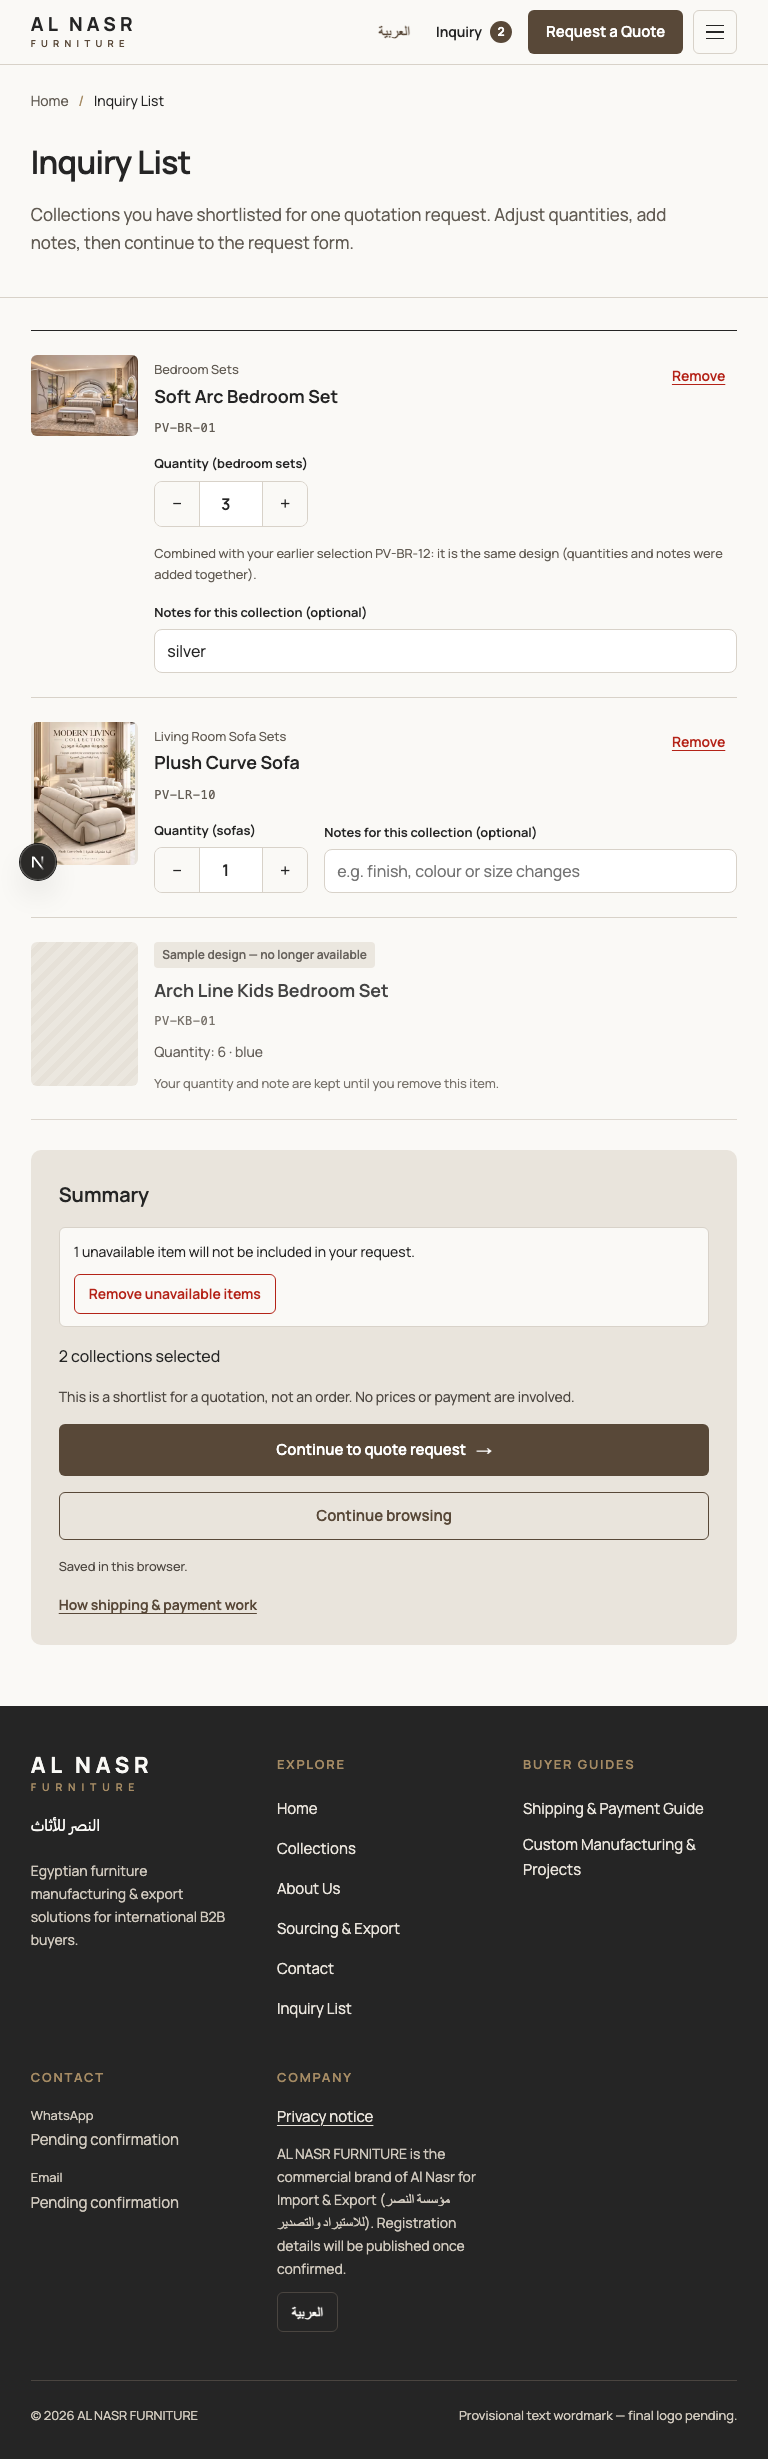 AL NASR
FURNITURE
العربية
Inquiry 2
Request a Quote
Home / Inquiry List
Inquiry List
Collections you have shortlisted for one quotation request. Adjust quantities, add
notes, then continue to the request form.
Bedroom Sets
Soft Arc Bedroom Set
PV-BR-01
Remove
Quantity (bedroom sets)
− 3 +
Combined with your earlier selection PV-BR-12: it is the same design (quantities and notes were
added together).
Notes for this collection (optional)
silver
MODERN LIVING
COLLECTION
Living Room Sofa Sets
Plush Curve Sofa
PV-LR-10
Remove
Quantity (sofas)
− 1 +
Notes for this collection (optional)
e.g. finish, colour or size changes
N
Sample design — no longer available
Arch Line Kids Bedroom Set
PV-KB-01
Quantity: 6 · blue
Your quantity and note are kept until you remove this item.
Summary
1 unavailable item will not be included in your request.
Remove unavailable items
2 collections selected
This is a shortlist for a quotation, not an order. No prices or payment are involved.
Continue to quote request →
Continue browsing
Saved in this browser.
How shipping & payment work
AL NASR
FURNITURE
النصر للأثاث
Egyptian furniture
manufacturing & export
solutions for international B2B
buyers.
EXPLORE
Home
Collections
About Us
Sourcing & Export
Contact
Inquiry List
BUYER GUIDES
Shipping & Payment Guide
Custom Manufacturing &
Projects
CONTACT
WhatsApp
Pending confirmation
Email
Pending confirmation
COMPANY
Privacy notice
AL NASR FURNITURE is the
commercial brand of Al Nasr for
Import & Export (مؤسسة النصر
للاستيراد والتصدير). Registration
details will be published once
confirmed.
العربية
© 2026 AL NASR FURNITURE
Provisional text wordmark — final logo pending.